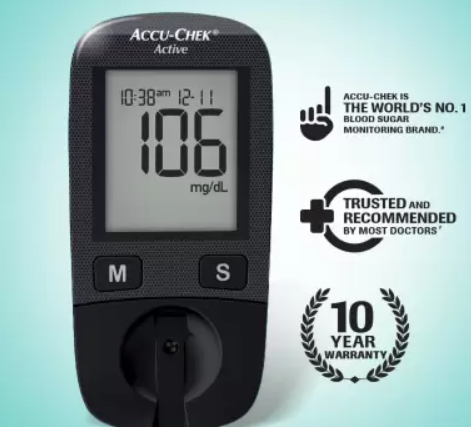 ACCU-CHEK®
Active
10:38am 12-11
106
mg/dL
M
S
ACCU-CHEK IS
THE WORLD'S NO. 1
BLOOD SUGAR
MONITORING BRAND.*
TRUSTED AND
RECOMMENDED
BY MOST DOCTORS
10
YEAR
WARRANTY